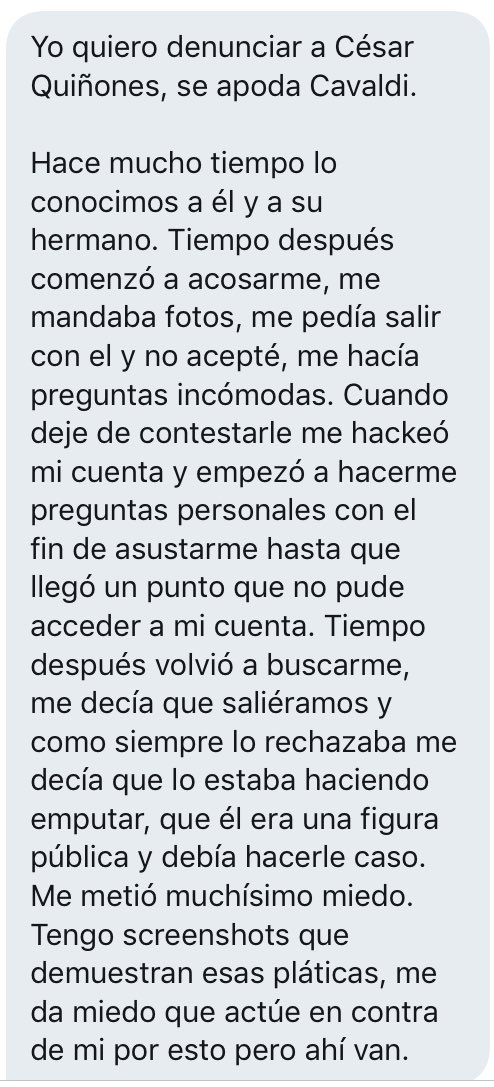 Yo quiero denunciar a César
Quiñones, se apoda Cavaldi.
Hace mucho tiempo lo
conocimos a él y a su
hermano. Tiempo después
comenzó a acosarme, me
mandaba fotos, me pedía salir
con el y no acepté, me hacía
preguntas incómodas. Cuando
deje de contestarle me hackeó
mi cuenta y empezó a hacerme
preguntas personales con el
fin de asustarme hasta que
llegó un punto que no pude
acceder a mi cuenta. Tiempo
después volvió a buscarme,
me decía que saliéramos y
como siempre lo rechazaba me
decía que lo estaba haciendo
emputar, que él era una figura
pública y debía hacerle caso.
Me metió muchísimo miedo.
Tengo screenshots que
demuestran esas pláticas, me
da miedo que actúe en contra
de mi por esto pero ahí van.